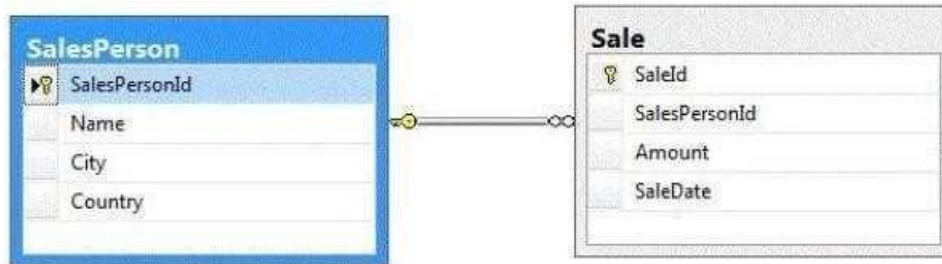 SalesPerson
SalesPersonId
Name
City
Country
Sale
SaleId
SalesPersonId
Amount
SaleDate